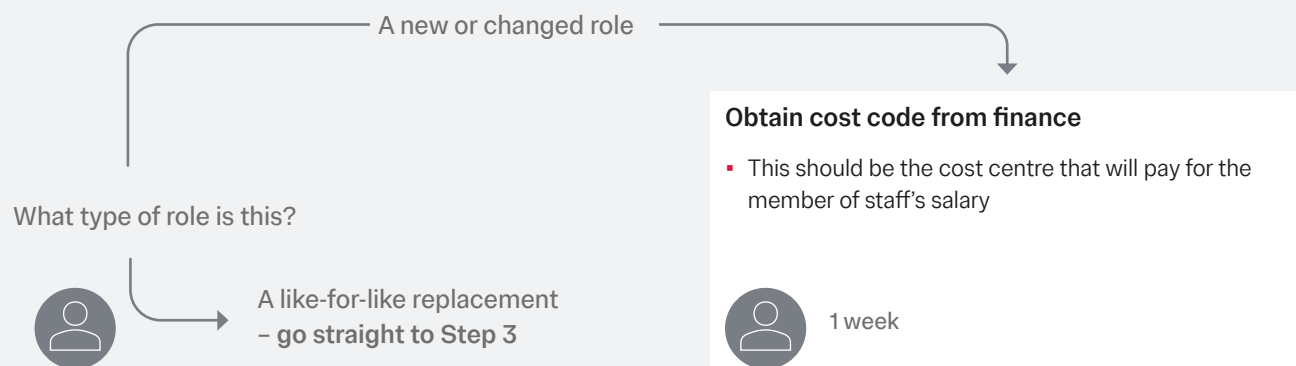 A new or changed role
Obtain cost code from finance
▪ This should be the cost centre that will pay for the
member of staff's salary
What type of role is this?
A like-for-like replacement
– go straight to Step 3
1 week